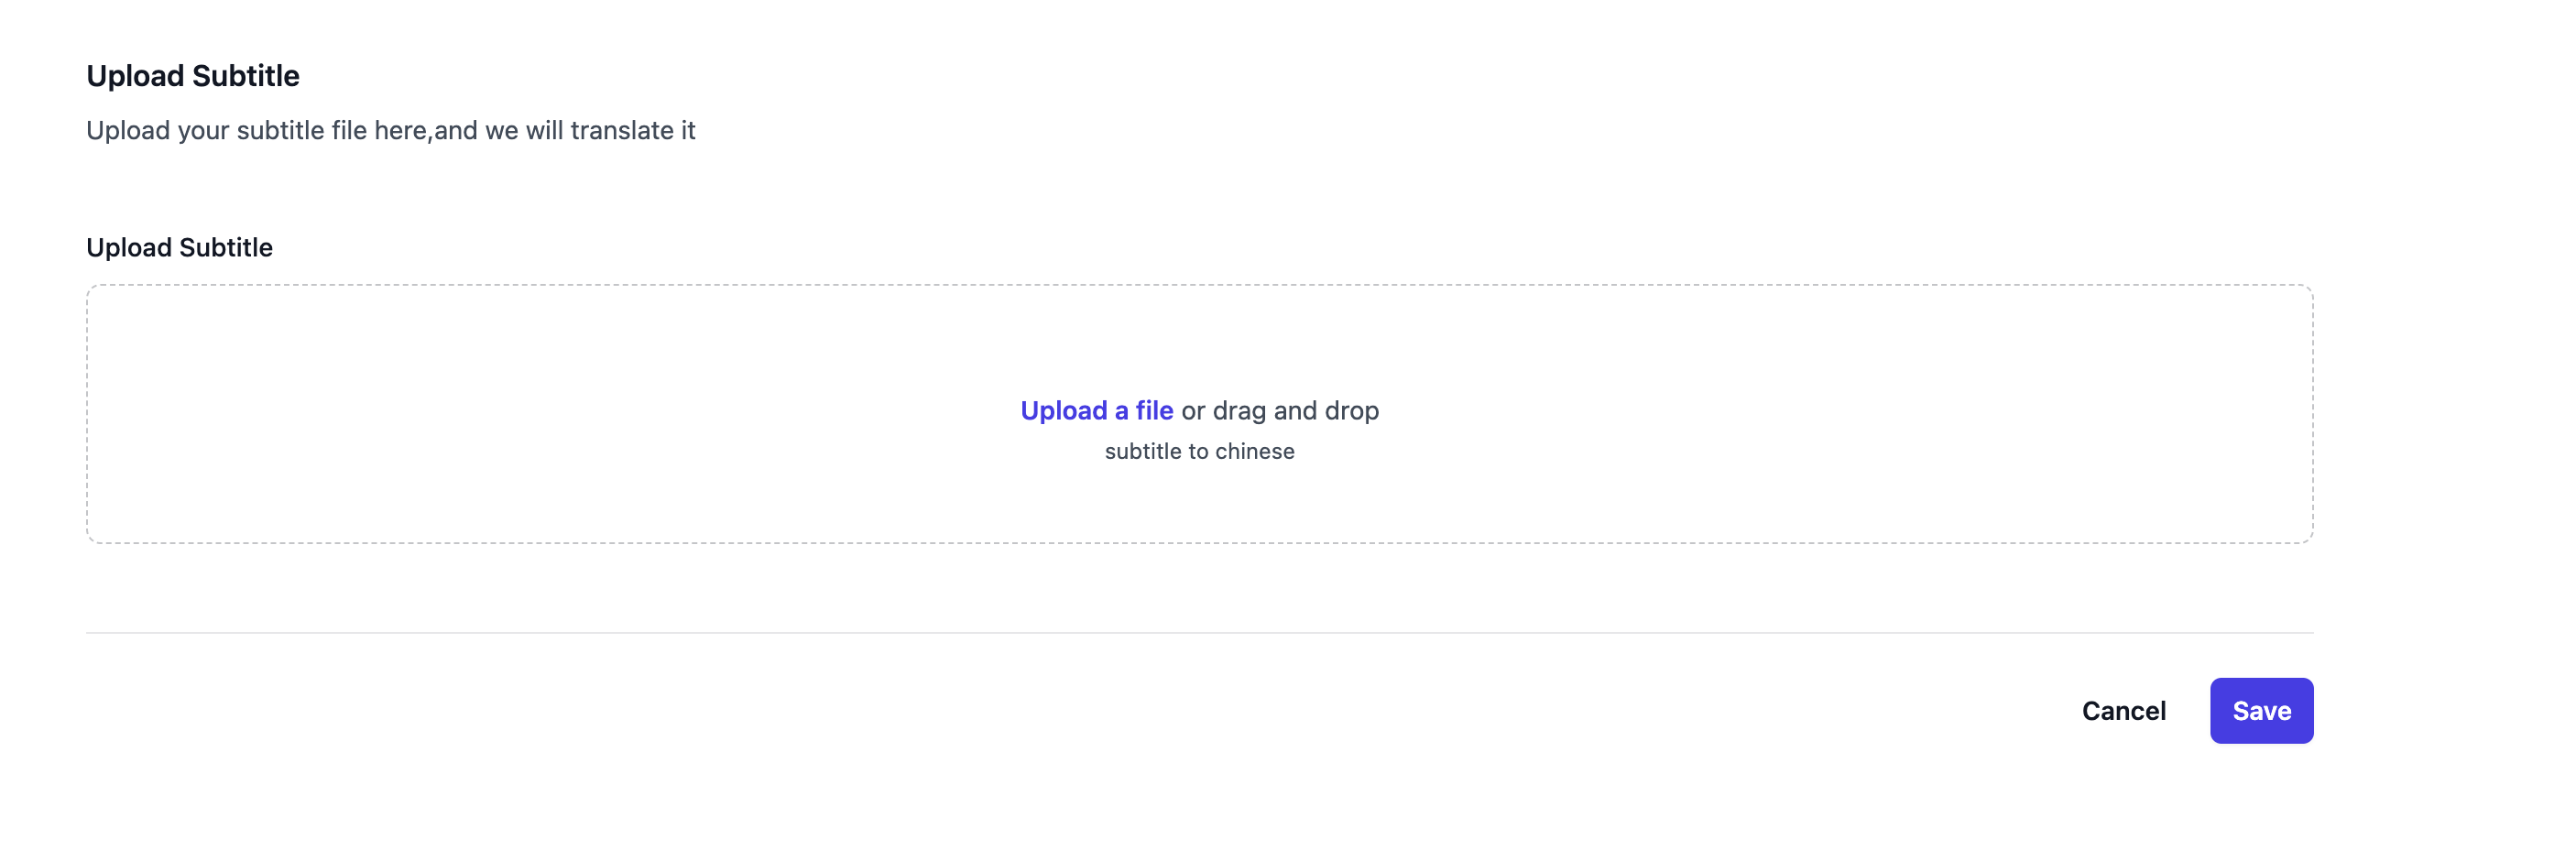 Upload Subtitle
Upload your subtitle file here,and we will translate it
Upload Subtitle
Upload a file or drag and drop
subtitle to chinese
Cancel
Save